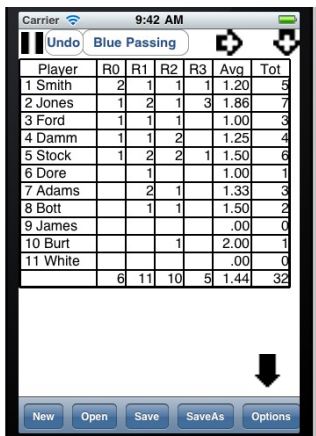 Carrier 9:42 AM
Undo Blue Passing
Player R0 R1 R2 R3 Avg Tot
1 Smith 2 1 1 1 1.20 5
2 Jones 1 2 1 3 1.86 7
3 Ford 1 1 1 1.00 3
4 Damm 1 1 2 1.25 4
5 Stock 1 2 2 1 1.50 6
6 Dore 1 1.00 1
7 Adams 2 1 1.33 3
8 Bott 1 1 1.50 2
9 James .00 0
10 Burt 1 2.00 1
11 White .00 0
6 11 10 5 1.44 32
New Open Save SaveAs Options